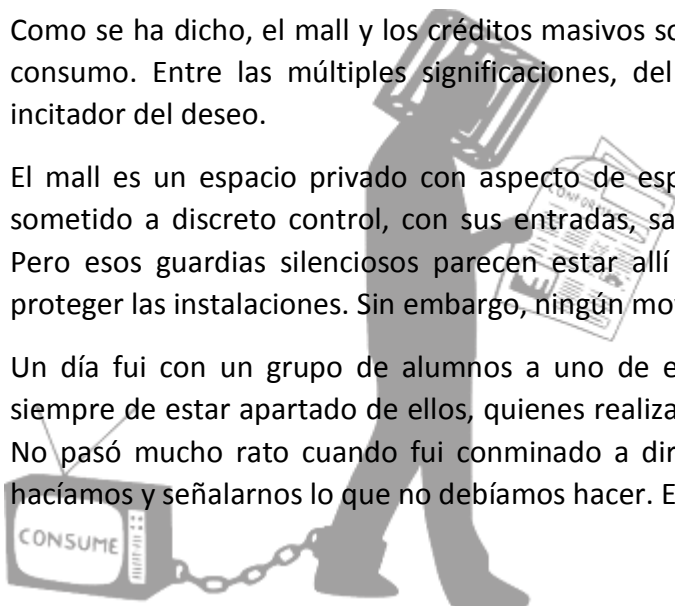 Como se ha dicho, el mall y los créditos masivos so
consumo. Entre las múltiples significaciones, del
incitador del deseo.
El mall es un espacio privado con aspecto de esp
sometido a discreto control, con sus entradas, sa
Pero esos guardias silenciosos parecen estar allí
proteger las instalaciones. Sin embargo, ningún mo
Un día fui con un grupo de alumnos a uno de e
siempre de estar apartado de ellos, quienes realiza
No pasó mucho rato cuando fui conminado a dir
hacíamos y señalarnos lo que no debíamos hacer. E
CONSUME